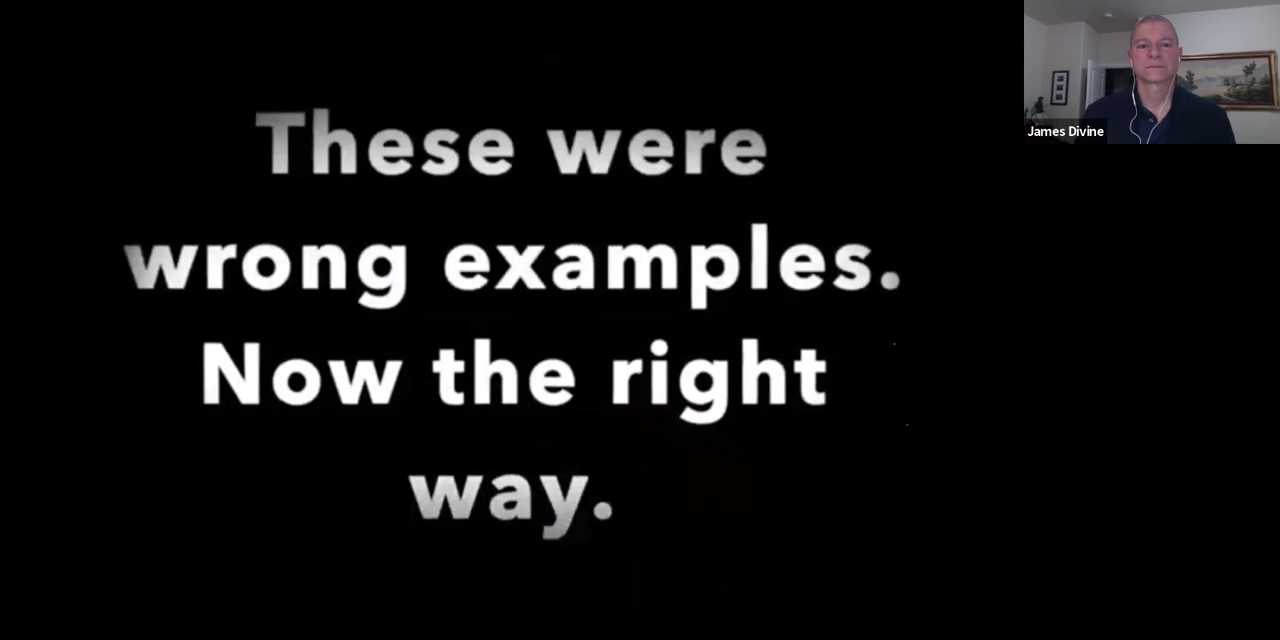 These were
wrong examples.
Now the right
way.
James Divine